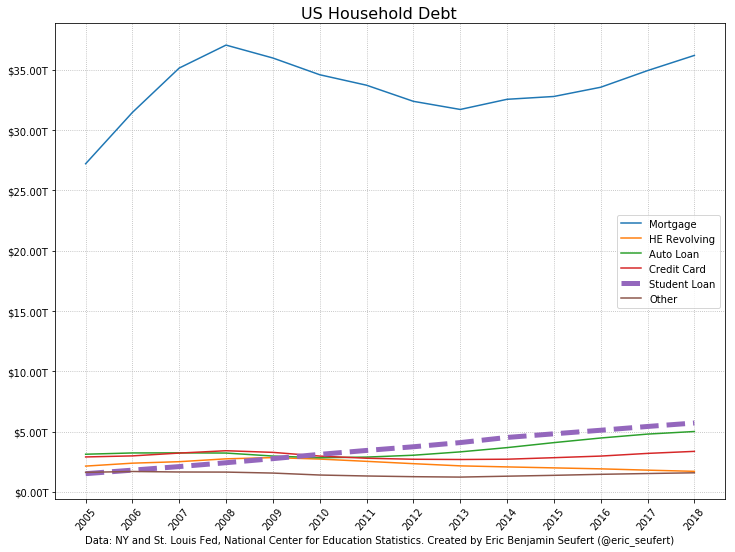 US Household Debt
$35.00T
$30.00T
$25.00T
$20.00T
$15.00T
$10.00T
$5.00T
$0.00T
Mortgage
HE Revolving
Auto Loan
Credit Card
Student Loan
Other
2005 2006 2007 2008 2009 2010 2011 2012 2013 2014 2015 2016 2017 2018
Data: NY and St. Louis Fed, National Center for Education Statistics. Created by Eric Benjamin Seufert (@eric_seufert)